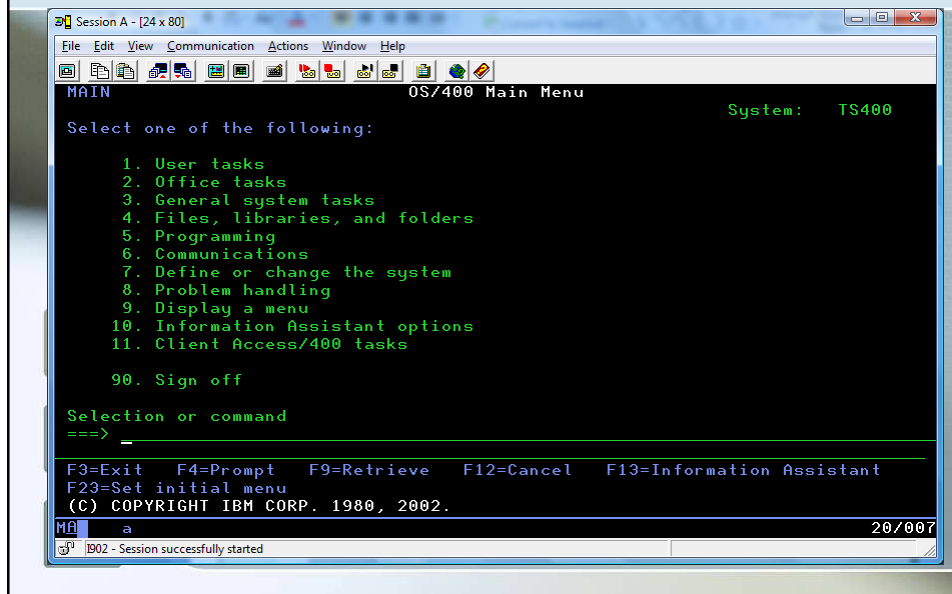 Session A - [24 x 80]
File Edit View Communication Actions Window Help
MAIN OS/400 Main Menu
System: TS400
Select one of the following:
1. User tasks
2. Office tasks
3. General system tasks
4. Files, libraries, and folders
5. Programming
6. Communications
7. Define or change the system
8. Problem handling
9. Display a menu
10. Information Assistant options
11. Client Access/400 tasks
90. Sign off
Selection or command
===>
F3=Exit F4=Prompt F9=Retrieve F12=Cancel F13=Information Assistant
F23=Set initial menu
(C) COPYRIGHT IBM CORP. 1980, 2002.
MA a 20/007
I902 - Session successfully started